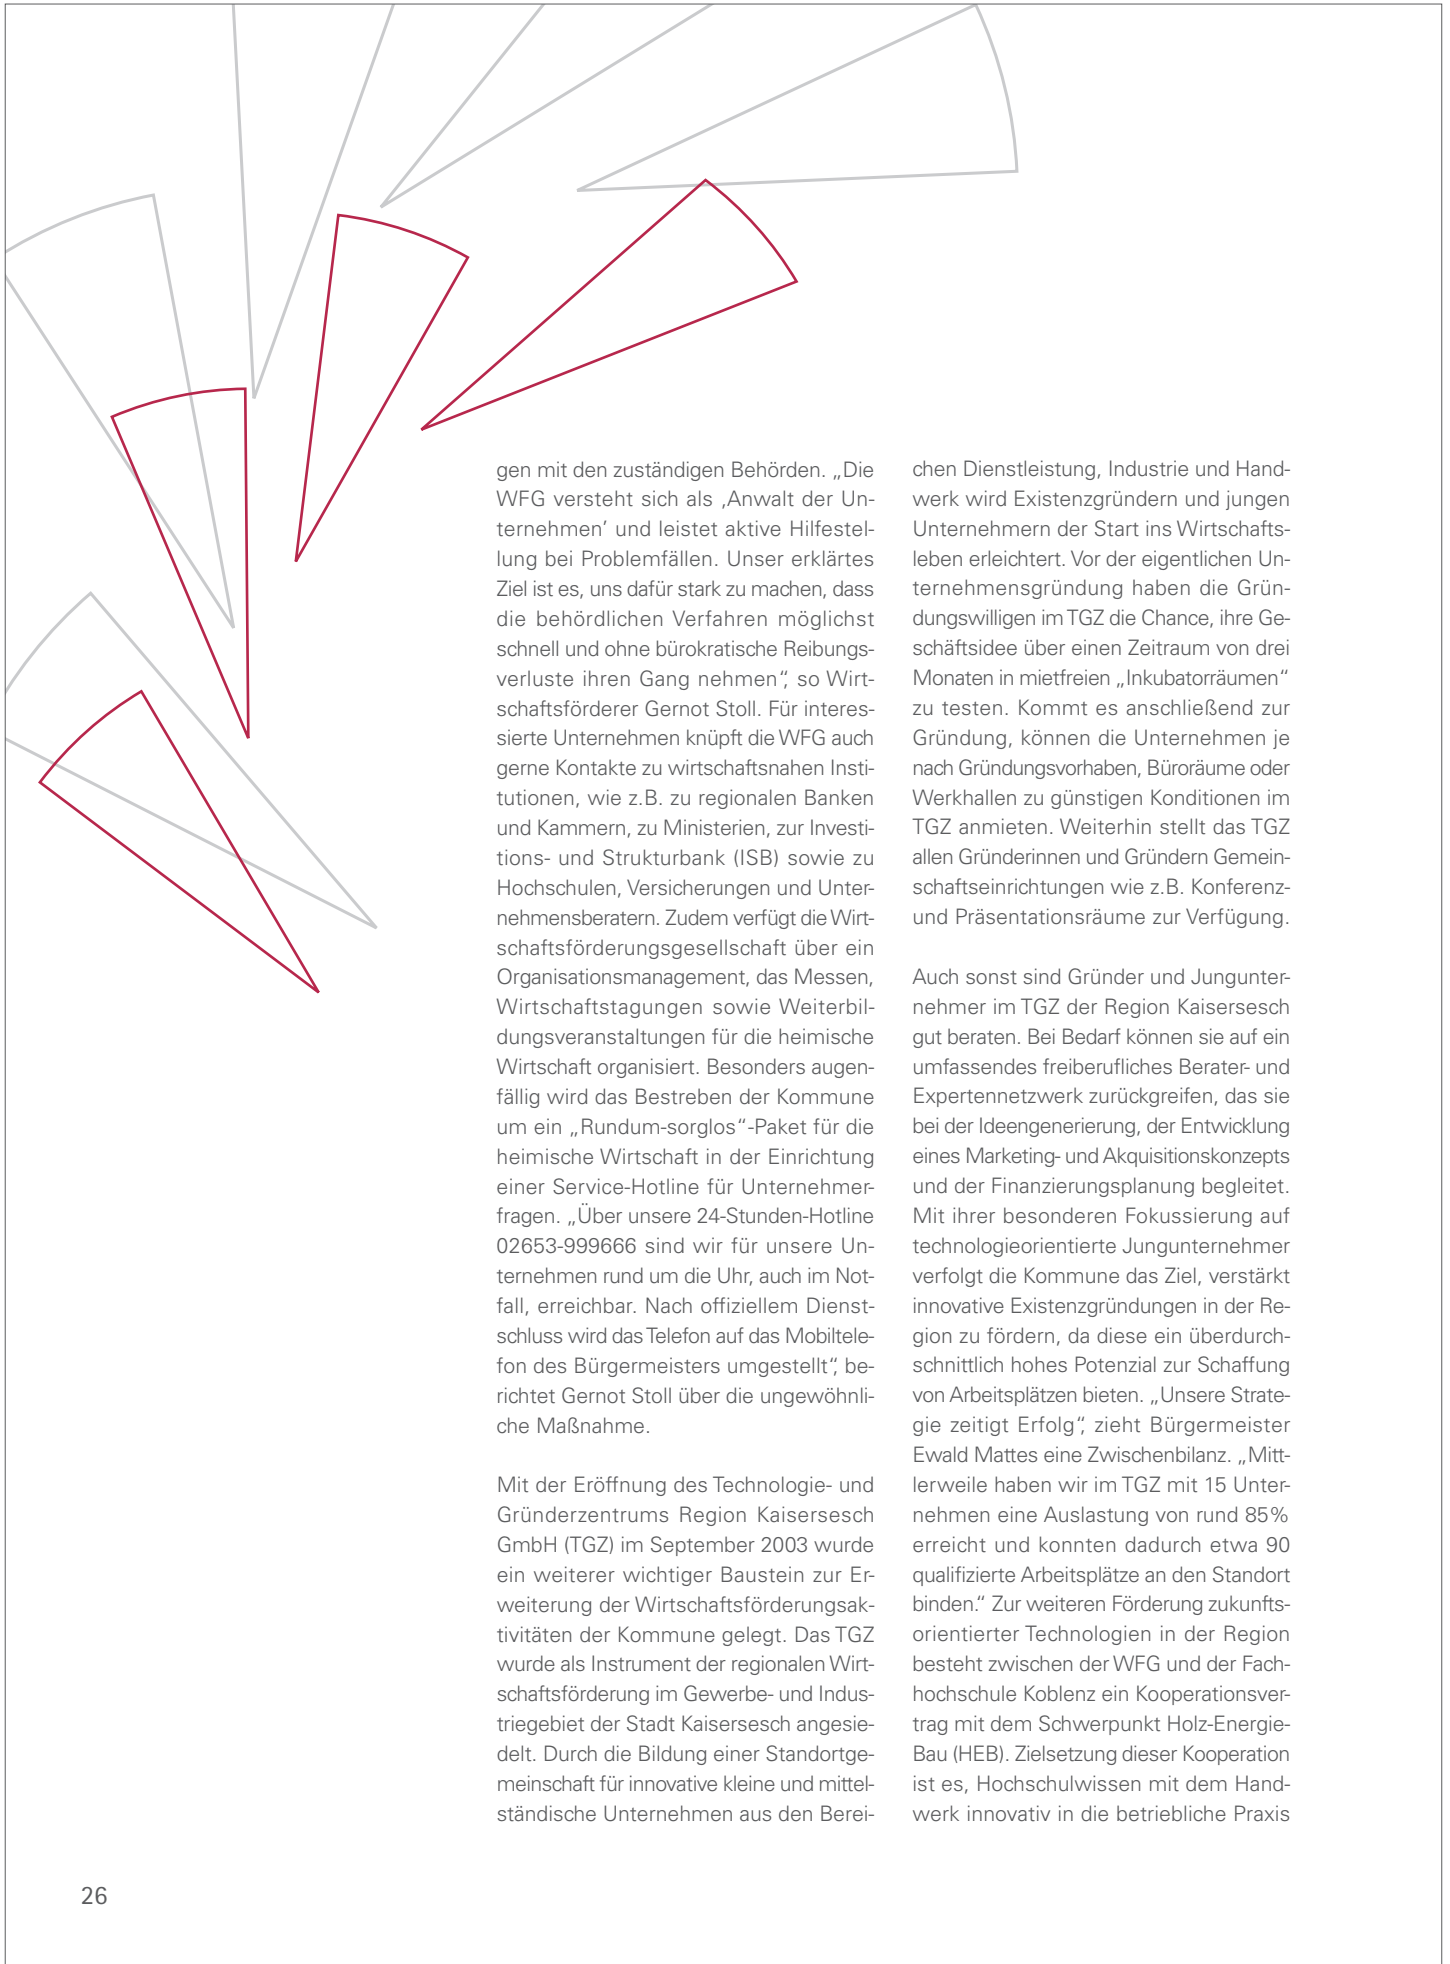 gen mit den zuständigen Behörden. „Die
WFG versteht sich als ‚Anwalt der Un-
ternehmen’ und leistet aktive Hilfestel-
lung bei Problemfällen. Unser erklärtes
Ziel ist es, uns dafür stark zu machen, dass
die behördlichen Verfahren möglichst
schnell und ohne bürokratische Reibungs-
verluste ihren Gang nehmen“, so Wirt-
schaftsförderer Gernot Stoll. Für interes-
sierte Unternehmen knüpft die WFG auch
gerne Kontakte zu wirtschaftsnahen Insti-
tutionen, wie z.B. zu regionalen Banken
und Kammern, zu Ministerien, zur Investi-
tions- und Strukturbank (ISB) sowie zu
Hochschulen, Versicherungen und Unter-
nehmensberatern. Zudem verfügt die Wirt-
schaftsförderungsgesellschaft über ein
Organisationsmanagement, das Messen,
Wirtschaftstagungen sowie Weiterbil-
dungsveranstaltungen für die heimische
Wirtschaft organisiert. Besonders augen-
fällig wird das Bestreben der Kommune
um ein „Rundum-sorglos“-Paket für die
heimische Wirtschaft in der Einrichtung
einer Service-Hotline für Unternehmer-
fragen. „Über unsere 24-Stunden-Hotline
02653-999666 sind wir für unsere Un-
ternehmen rund um die Uhr, auch im Not-
fall, erreichbar. Nach offiziellem Dienst-
schluss wird das Telefon auf das Mobiltele-
fon des Bürgermeisters umgestellt“, be-
richtet Gernot Stoll über die ungewöhnli-
che Maßnahme.

Mit der Eröffnung des Technologie- und
Gründerzentrums Region Kaisersesch
GmbH (TGZ) im September 2003 wurde
ein weiterer wichtiger Baustein zur Er-
weiterung der Wirtschaftsförderungsak-
tivitäten der Kommune gelegt. Das TGZ
wurde als Instrument der regionalen Wirt-
schaftsförderung im Gewerbe- und Indus-
triegebiet der Stadt Kaisersesch angesie-
delt. Durch die Bildung einer Standortge-
meinschaft für innovative kleine und mittel-
ständische Unternehmen aus den Berei-
chen Dienstleistung, Industrie und Hand-
werk wird Existenzgründern und jungen
Unternehmern der Start ins Wirtschafts-
leben erleichtert. Vor der eigentlichen Un-
ternehmensgründung haben die Grün-
dungswilligen im TGZ die Chance, ihre Ge-
schäftsidee über einen Zeitraum von drei
Monaten in mietfreien „Inkubatorräumen“
zu testen. Kommt es anschließend zur
Gründung, können die Unternehmen je
nach Gründungsvorhaben, Büroräume oder
Werkhallen zu günstigen Konditionen im
TGZ anmieten. Weiterhin stellt das TGZ
allen Gründerinnen und Gründern Gemein-
schaftseinrichtungen wie z.B. Konferenz-
und Präsentationsräume zur Verfügung.

Auch sonst sind Gründer und Jungunter-
nehmer im TGZ der Region Kaisersesch
gut beraten. Bei Bedarf können sie auf ein
umfassendes freiberufliches Berater- und
Expertennetzwerk zurückgreifen, das sie
bei der Ideengenerierung, der Entwicklung
eines Marketing- und Akquisitionskonzepts
und der Finanzierungsplanung begleitet.
Mit ihrer besonderen Fokussierung auf
technologieorientierte Jungunternehmer
verfolgt die Kommune das Ziel, verstärkt
innovative Existenzgründungen in der Re-
gion zu fördern, da diese ein überdurch-
schnittlich hohes Potenzial zur Schaffung
von Arbeitsplätzen bieten. „Unsere Strate-
gie zeitigt Erfolg“, zieht Bürgermeister
Ewald Mattes eine Zwischenbilanz. „Mitt-
lerweile haben wir im TGZ mit 15 Unter-
nehmen eine Auslastung von rund 85%
erreicht und konnten dadurch etwa 90
qualifizierte Arbeitsplätze an den Standort
binden.“ Zur weiteren Förderung zukunfts-
orientierter Technologien in der Region
besteht zwischen der WFG und der Fach-
hochschule Koblenz ein Kooperationsver-
trag mit dem Schwerpunkt Holz-Energie-
Bau (HEB). Zielsetzung dieser Kooperation
ist es, Hochschulwissen mit dem Hand-
werk innovativ in die betriebliche Praxis

26